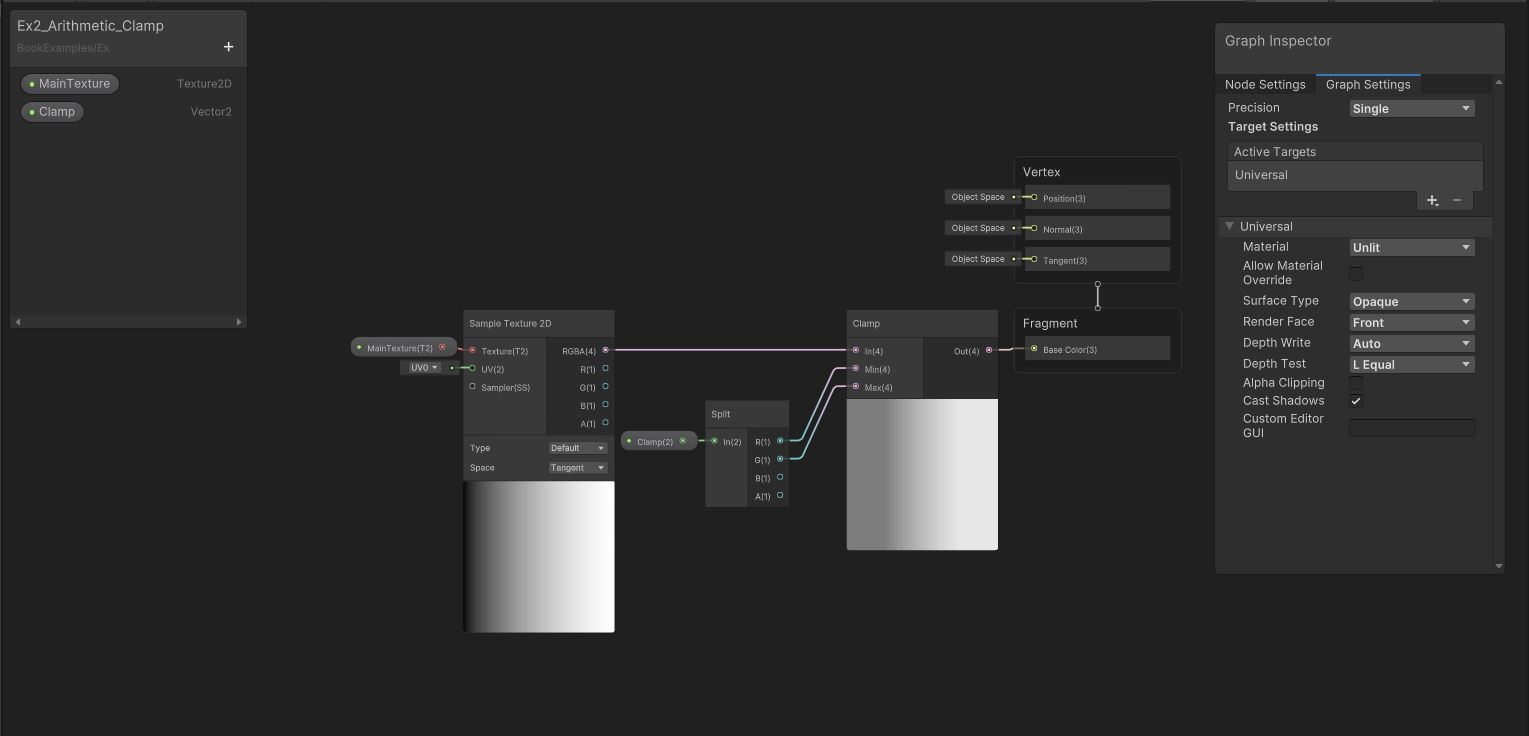 Ex2_Arithmetic_Clamp
BookExamples/Ex
+
MainTexture Texture2D
Clamp Vector2
MainTexture(T2)
UV0
Sample Texture 2D
Texture(T2) RGBA(4)
UV(2) R(1)
Sampler(SS) G(1)
B(1)
A(1)
Type Default
Space Tangent
Clamp(2)
Split
In(2) R(1)
G(1)
B(1)
A(1)
Clamp
In(4) Out(4)
Min(4)
Max(4)
Vertex
Object Space Position(3)
Object Space Normal(3)
Object Space Tangent(3)
Fragment
Base Color(3)
Graph Inspector
Node Settings Graph Settings
Precision Single
Target Settings
Active Targets
Universal
+ −
Universal
Material Unlit
Allow Material
Override
Surface Type Opaque
Render Face Front
Depth Write Auto
Depth Test L Equal
Alpha Clipping
Cast Shadows
Custom Editor
GUI